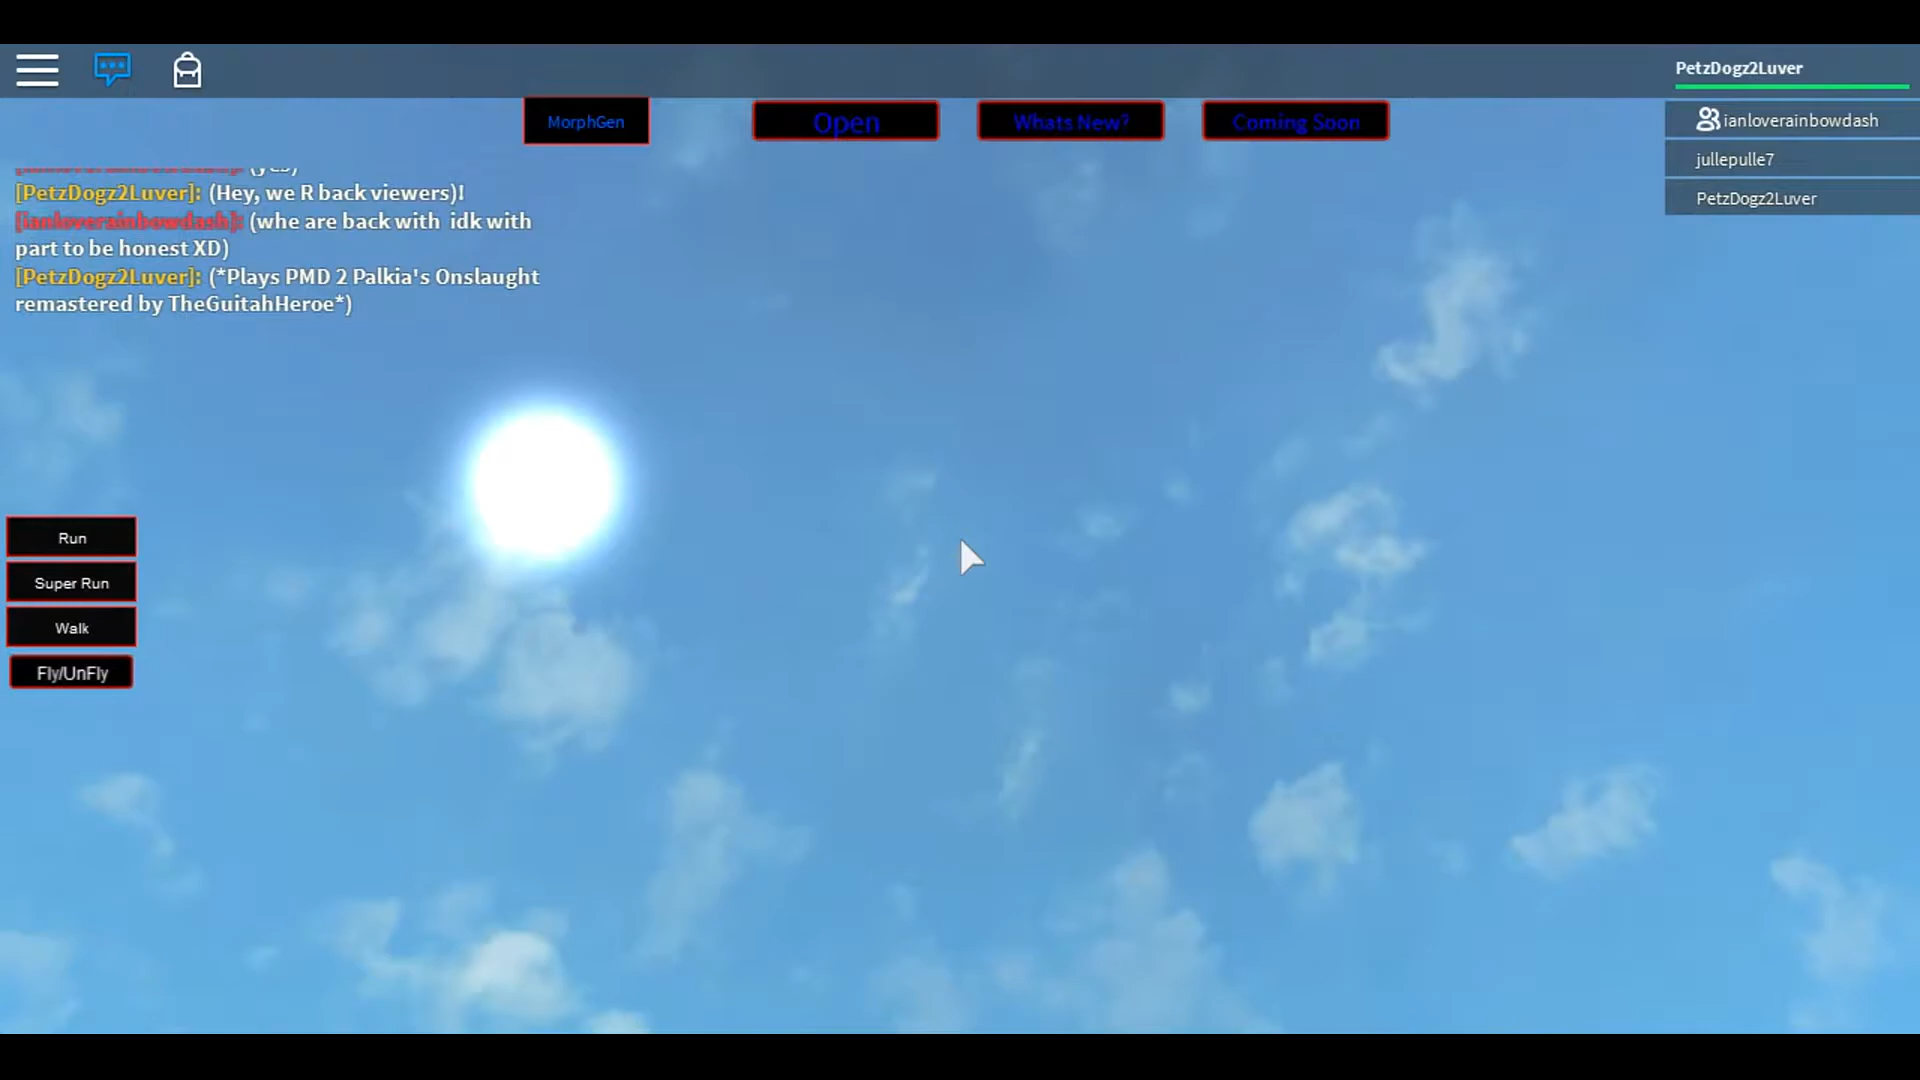 PetzDogz2Luver
MorphGen
Open
Whats New?
Coming Soon
ianloverainbowdash
jullepulle7
PetzDogz2Luver
(yes)
[PetzDogz2Luver]: (Hey, we R back viewers)!
[ianloverainbowdash]: (whe are back with idk with
part to be honest XD)
[PetzDogz2Luver]: (*Plays PMD 2 Palkia's Onslaught
remastered by TheGuitahHeroe*)
Run
Super Run
Walk
Fly/UnFly